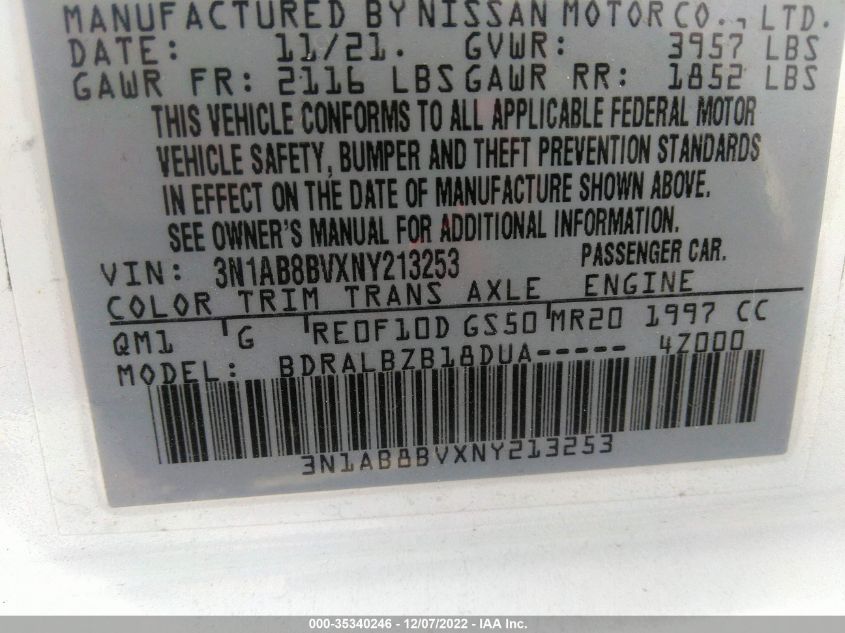 MANUFACTURED BY NISSAN MOTOR CO., LTD.
DATE: 11/21. GVWR: 3957 LBS
GAWR FR: 2116 LBS GAWR RR: 1852 LBS
THIS VEHICLE CONFORMS TO ALL APPLICABLE FEDERAL MOTOR
VEHICLE SAFETY, BUMPER AND THEFT PREVENTION STANDARDS
IN EFFECT ON THE DATE OF MANUFACTURE SHOWN ABOVE.
SEE OWNER'S MANUAL FOR ADDITIONAL INFORMATION.
VIN: 3N1AB8BVXNY213253 PASSENGER CAR.
COLOR TRIM TRANS AXLE ENGINE
QM1 G RE0F10D GS50 MR20 1997 CC
MODEL: BDRALBZB18DUA----- 4Z000
3N1AB8BVXNY213253
000-35340246 - 12/07/2022 - IAA Inc.